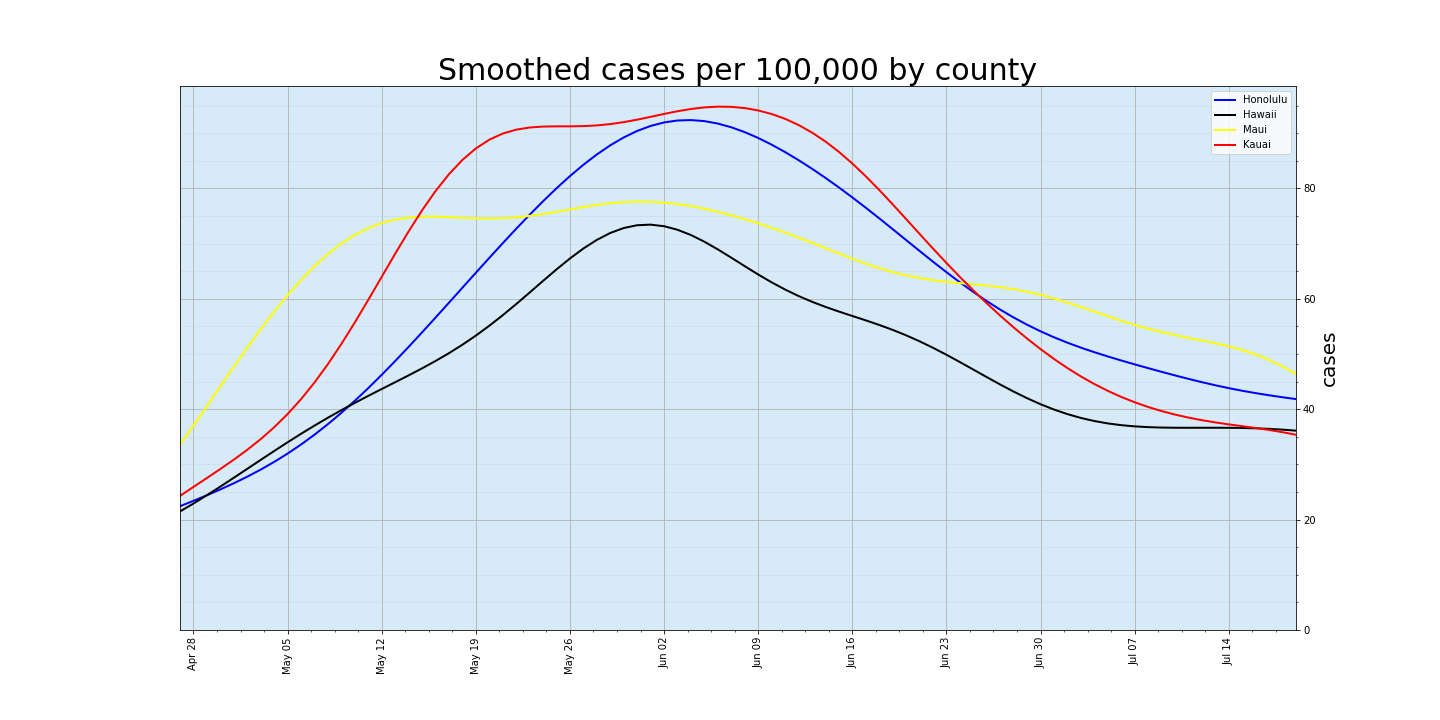 Smoothed cases per 100,000 by county
Honolulu
Hawaii
Maui
Kauai
80
60
cases
40
20
0
Apr 28
May 05
May 12
May 19
May 26
Jun 02
Jun 09
Jun 16
Jun 23
Jun 30
Jul 07
Jul 14